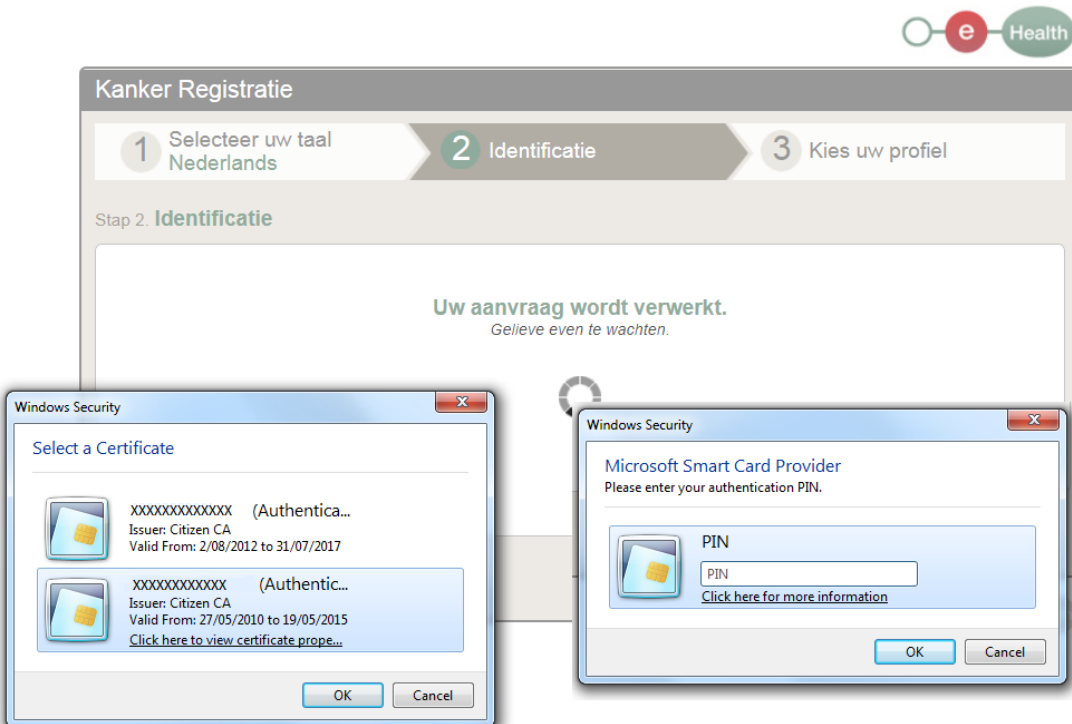 e Health
Kanker Registratie
1 Selecteer uw taal
Nederlands
2 Identificatie
3 Kies uw profiel
Stap 2. Identificatie
Uw aanvraag wordt verwerkt.
Gelieve even te wachten.
Windows Security
Select a Certificate
XXXXXXXXXXXXX (Authentica...
Issuer: Citizen CA
Valid From: 2/08/2012 to 31/07/2017
XXXXXXXXXXXX (Authentic...
Issuer: Citizen CA
Valid From: 27/05/2010 to 19/05/2015
Click here to view certificate prope...
OK Cancel
Windows Security
Microsoft Smart Card Provider
Please enter your authentication PIN.
PIN
PIN
Click here for more information
OK Cancel